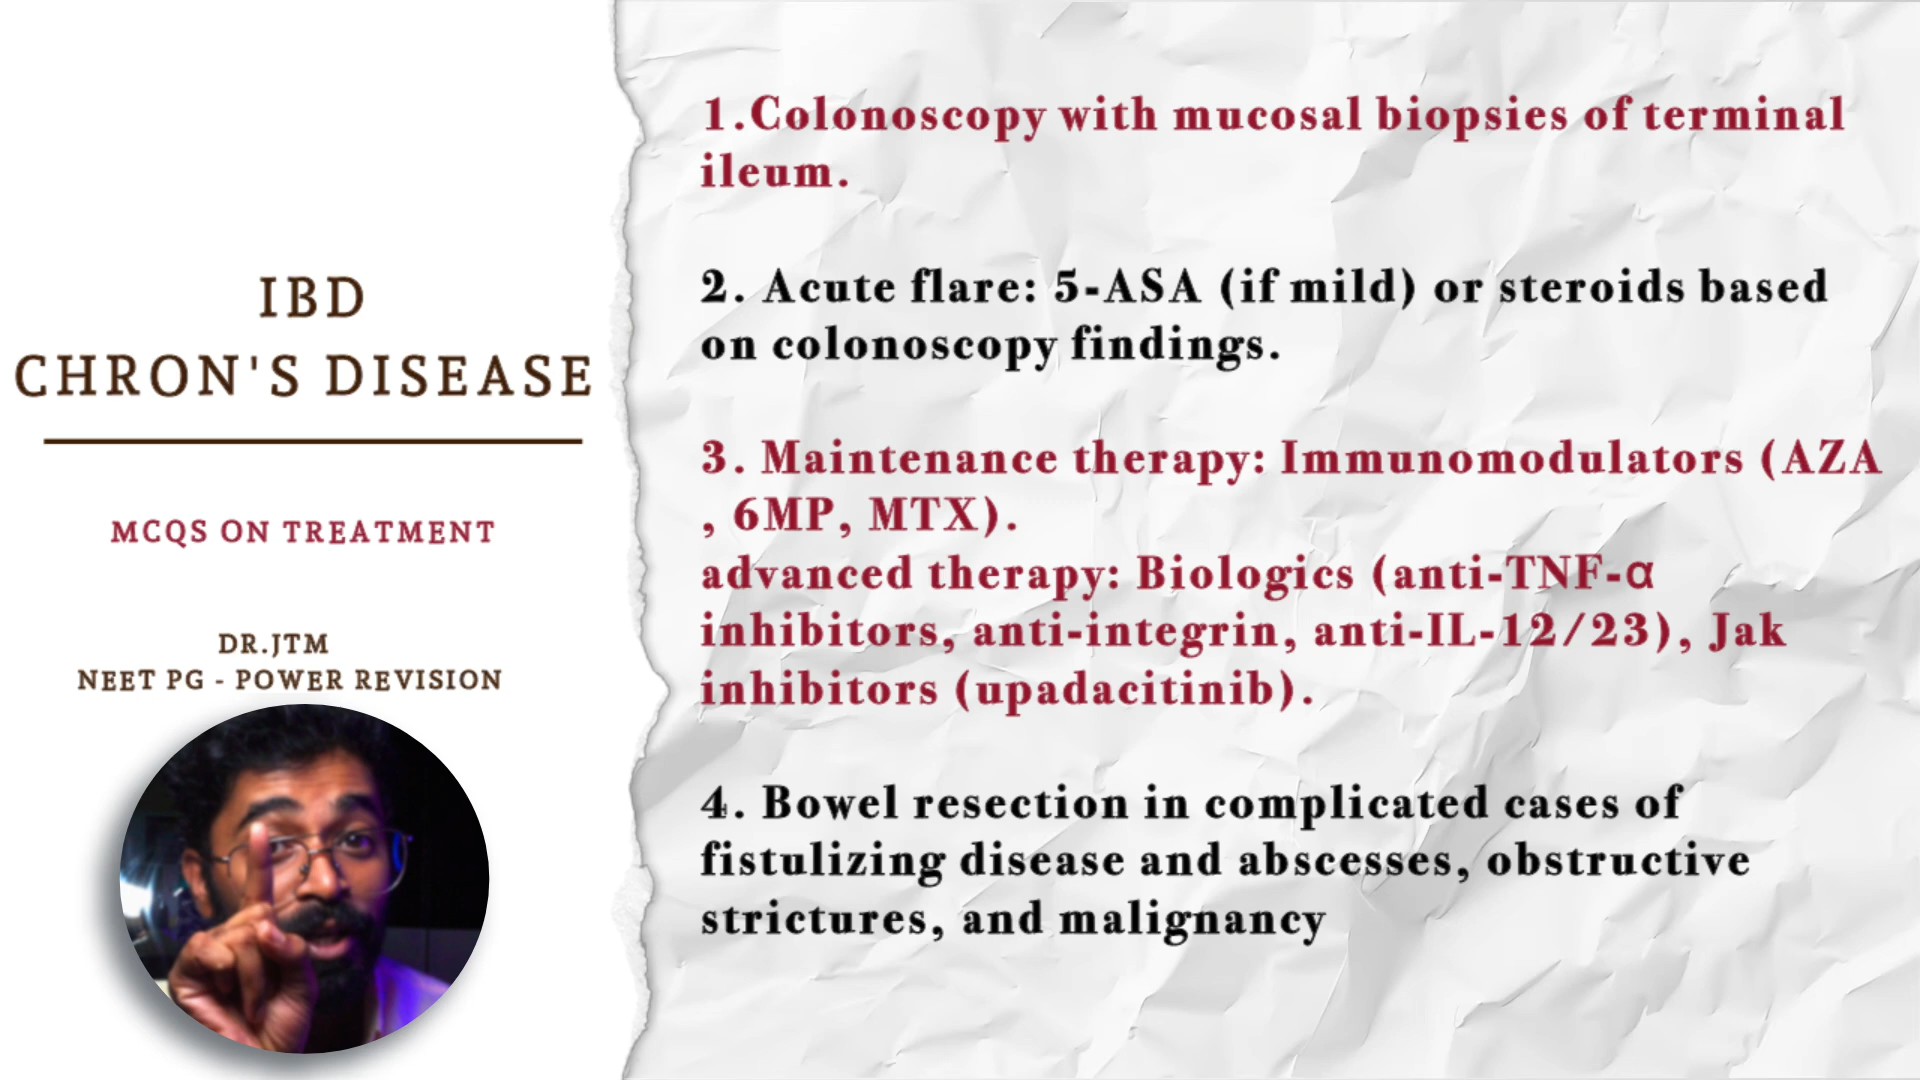 IBD
CHRON'S DISEASE
MCQS ON TREATMENT
DR.JTM
NEET PG - POWER REVISION
1.Colonoscopy with mucosal biopsies of terminal
ileum.
2. Acute flare: 5-ASA (if mild) or steroids based
on colonoscopy findings.
3. Maintenance therapy: Immunomodulators (AZA
, 6MP, MTX).
advanced therapy: Biologics (anti-TNF-α
inhibitors, anti-integrin, anti-IL-12/23), Jak
inhibitors (upadacitinib).
4. Bowel resection in complicated cases of
fistulizing disease and abscesses, obstructive
strictures, and malignancy